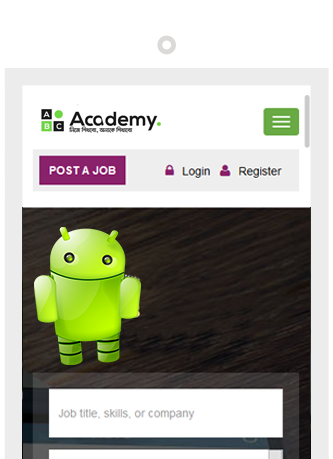 A
B C
Academy.
নিজে শিখবো, অন্যকে শিখাবো
POST A JOB
Login
Register
Job title, skills, or company